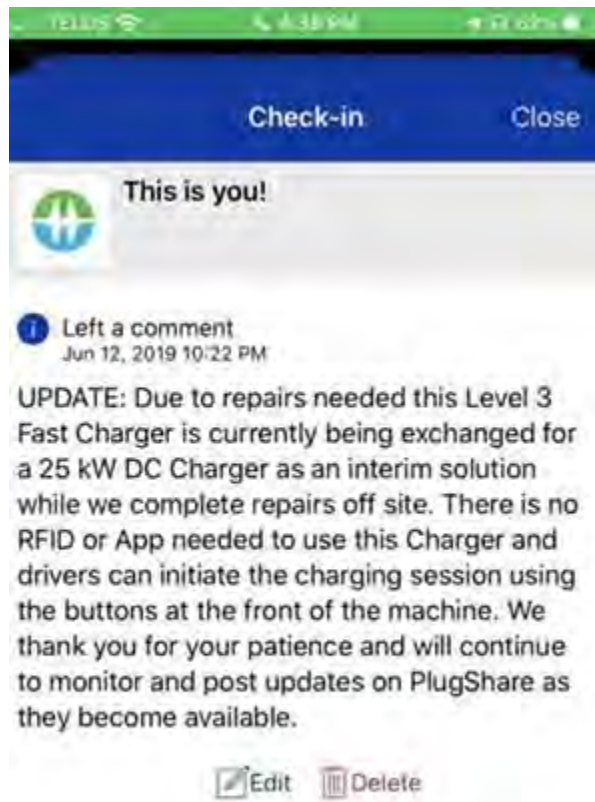 TELUS
Check-in
Close
This is you!
Left a comment
Jun 12, 2019 10:22 PM
UPDATE: Due to repairs needed this Level 3
Fast Charger is currently being exchanged for
a 25 kW DC Charger as an interim solution
while we complete repairs off site. There is no
RFID or App needed to use this Charger and
drivers can initiate the charging session using
the buttons at the front of the machine. We
thank you for your patience and will continue
to monitor and post updates on PlugShare as
they become available.
Edit
Delete